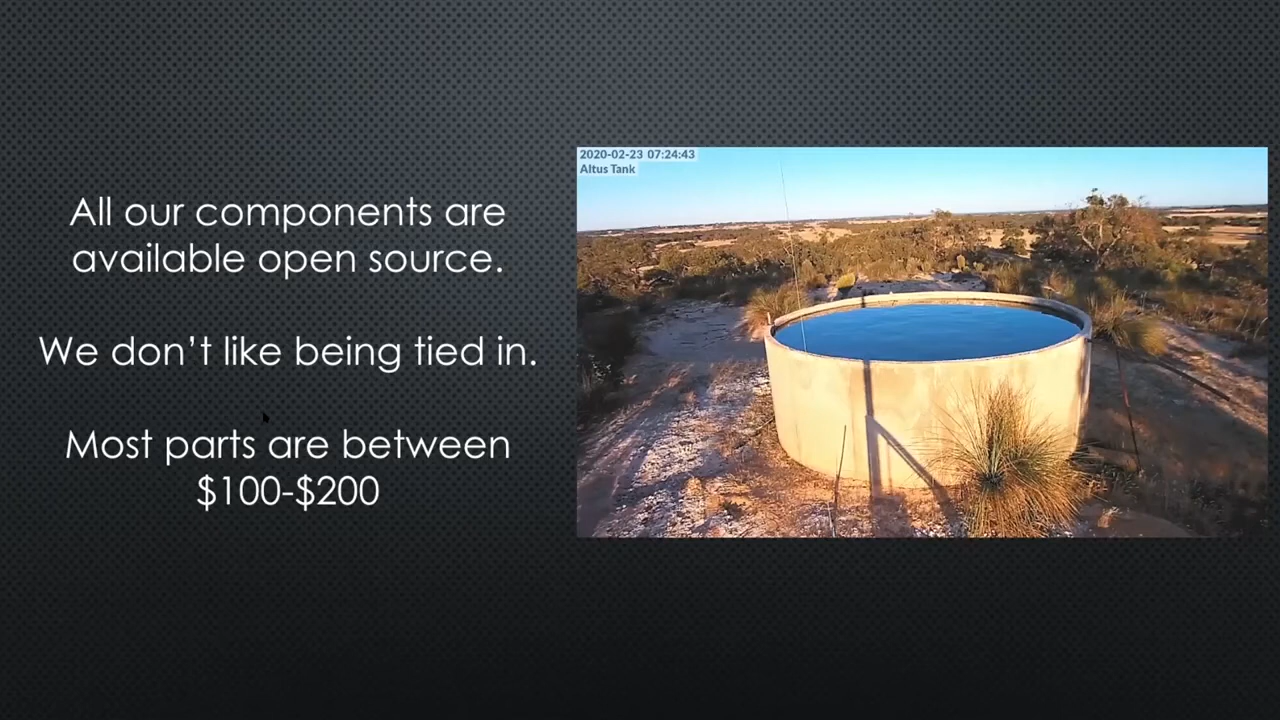 All our components are
available open source.
We don't like being tied in.
Most parts are between
$100-$200
2020-02-23 07:24:43
Altus Tank